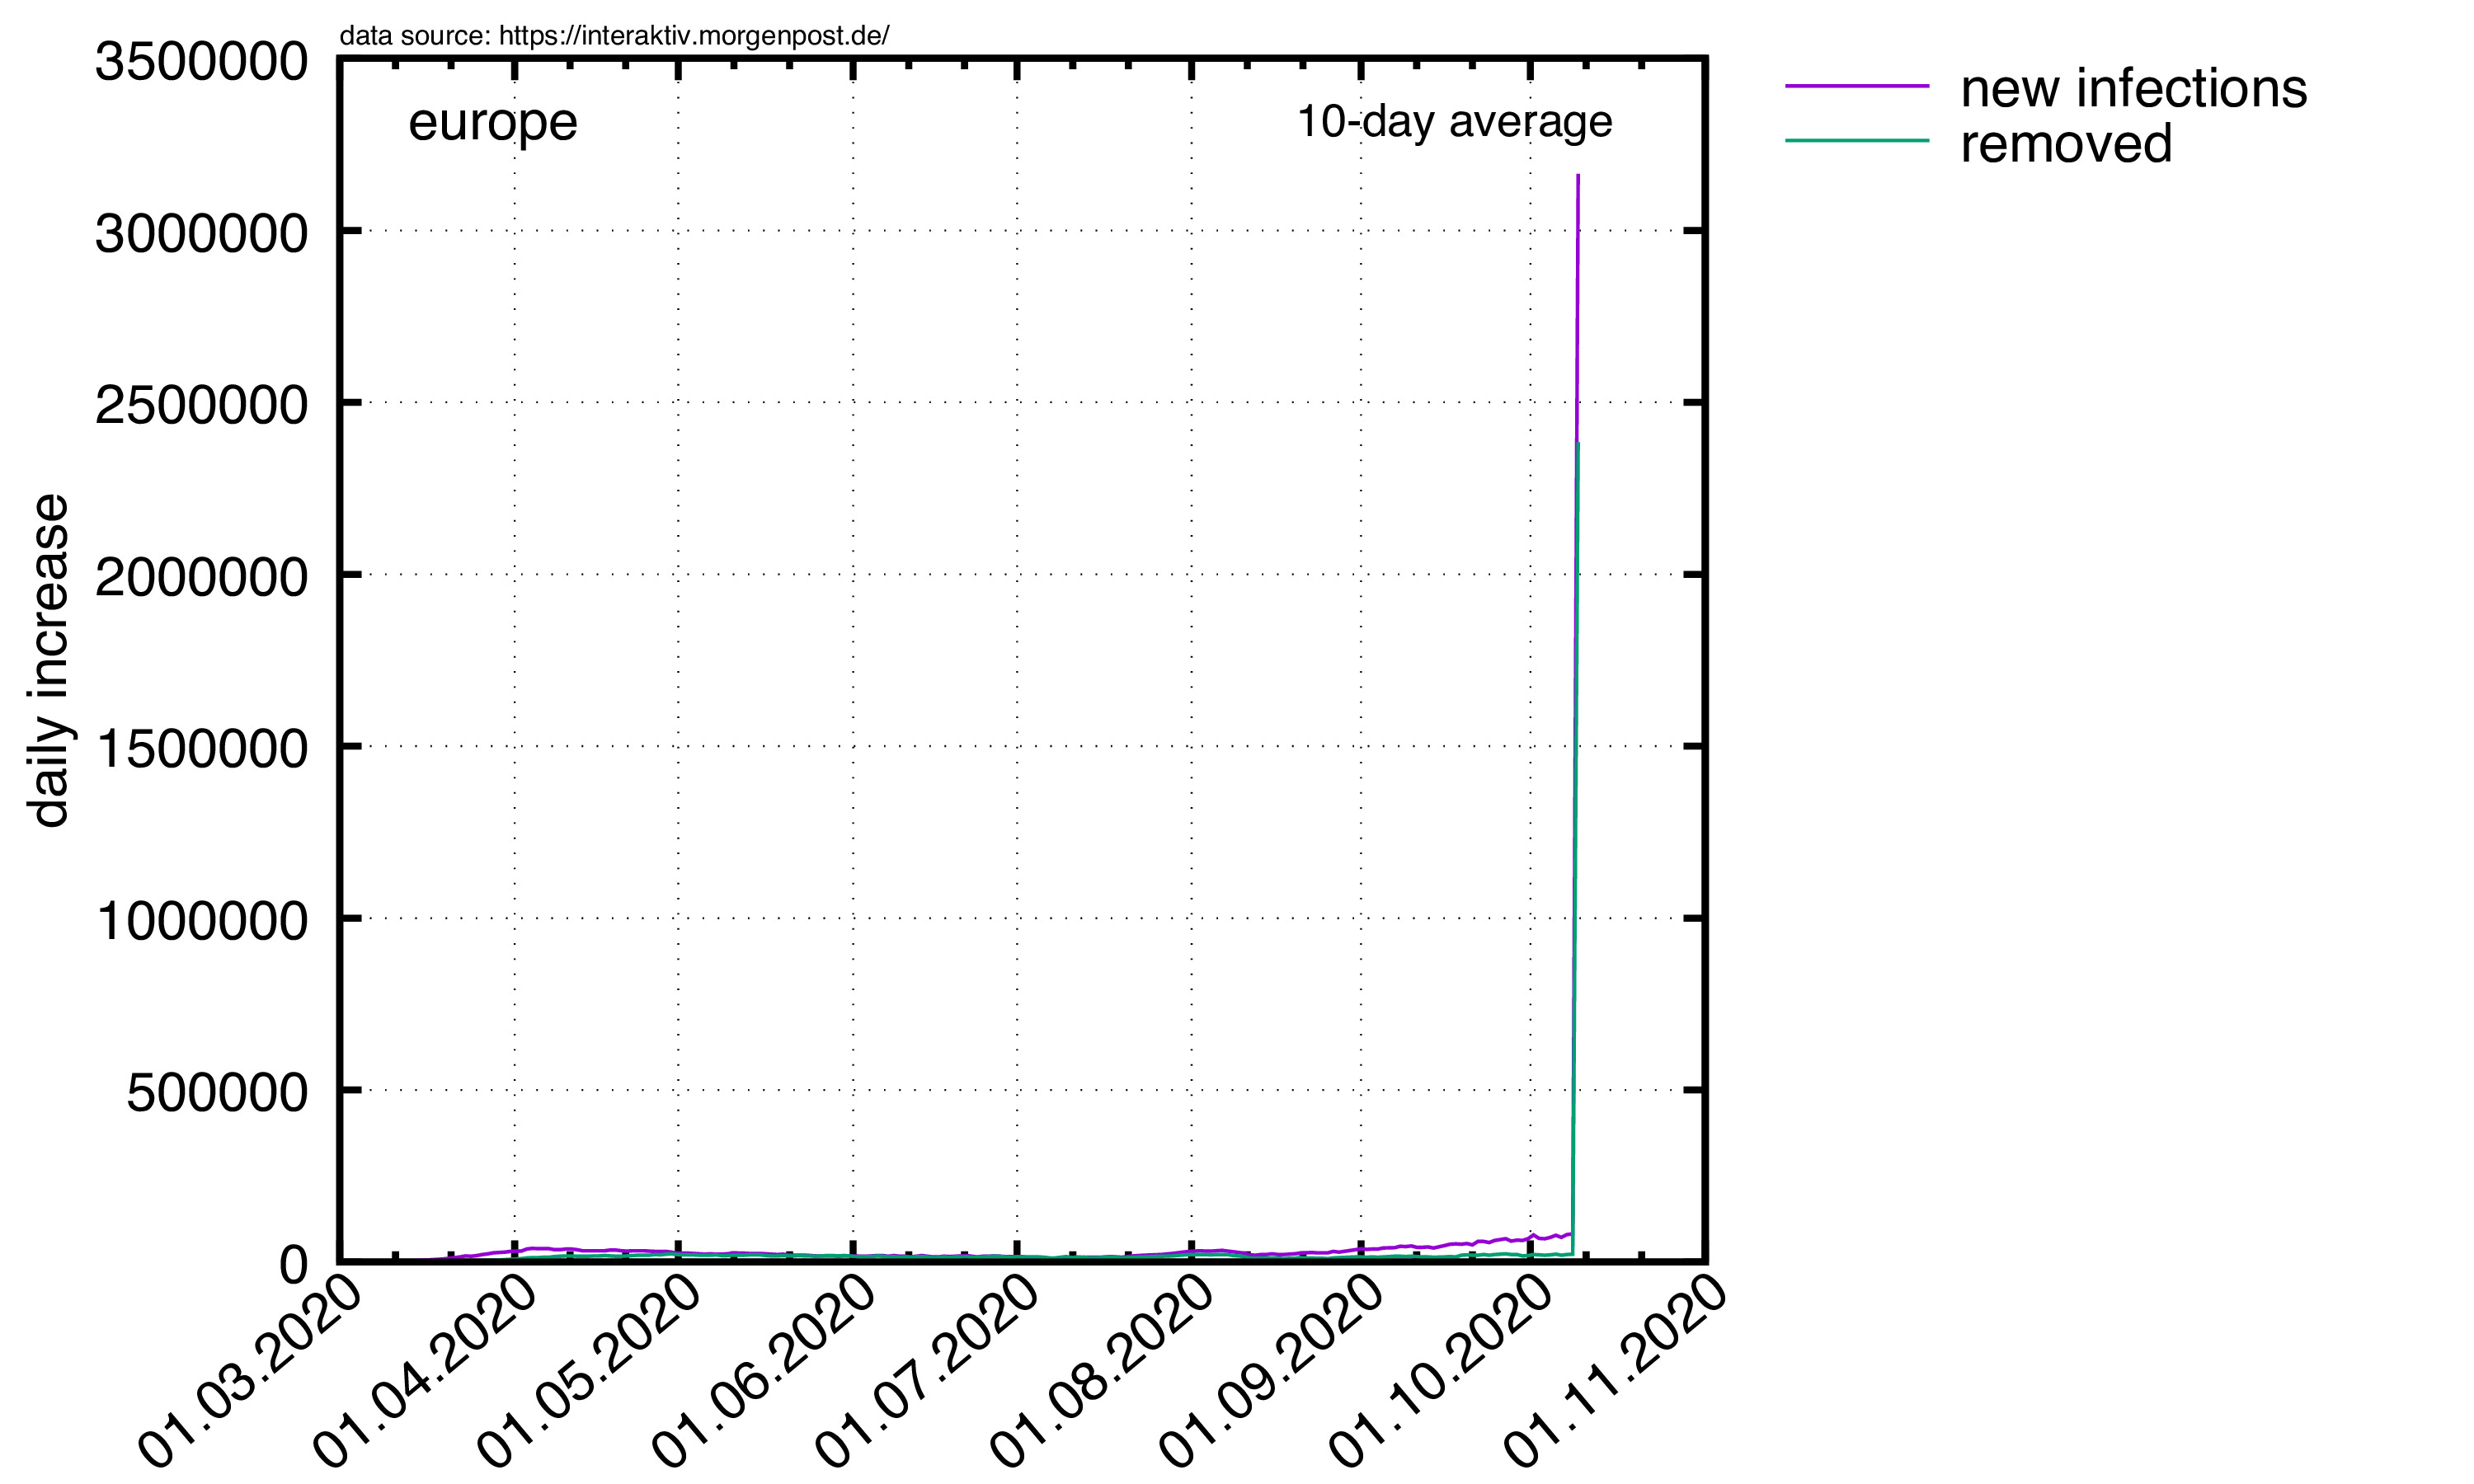 data source: https://interaktiv.morgenpost.de/
3500000
3000000
2500000
2000000
1500000
1000000
500000
0
daily increase
europe
10-day average
new infections
removed
01.03.2020
01.04.2020
01.05.2020
01.06.2020
01.07.2020
01.08.2020
01.09.2020
01.10.2020
01.11.2020